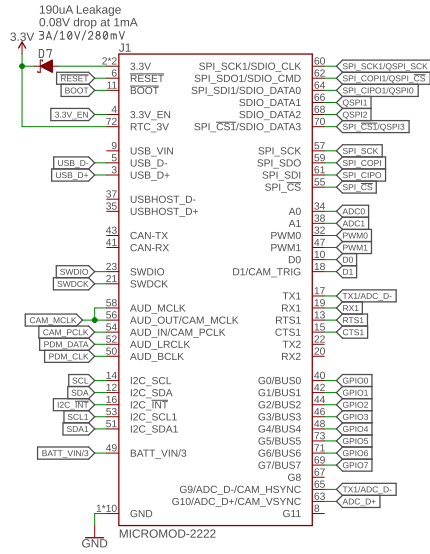 190uA Leakage
0.08V drop at 1mA
3.3V 3A/10V/280mV
D7
J1
2*2 3.3V SPI_SCK1/SDIO_CLK 60 SPI_SCK1/QSPI_SCK
RESET 6 RESET SPI_SDO1/SDIO_CMD 62 SPI_COPI1/QSPI_CS
BOOT 11 BOOT SPI_SDI1/SDIO_DATA0 64 SPI_CIPO1/QSPI0
SDIO_DATA1 66 QSPI1
3.3V_EN 4 3.3V_EN SDIO_DATA2 68 QSPI2
72 RTC_3V SPI_CS1/SDIO_DATA3 70 SPI_CS1/QSPI3
9 USB_VIN SPI_SCK 57 SPI_SCK
USB_D- 5 USB_D- SPI_SDO 59 SPI_COPI
USB_D+ 3 USB_D+ SPI_SDI 61 SPI_CIPO
SPI_CS 55 SPI_CS
37 USBHOST_D-
35 USBHOST_D+ A0 34 ADC0
A1 38 ADC1
43 CAN-TX PWM0 32 PWM0
41 CAN-RX PWM1 47 PWM1
D0 10 D0
SWDIO 23 SWDIO D1/CAM_TRIG 18 D1
SWDCK 21 SWDCK
TX1 17 TX1/ADC_D-
58 AUD_MCLK RX1 19 RX1
CAM_MCLK 56 AUD_OUT/CAM_MCLK RTS1 13 RTS1
CAM_PCLK 54 AUD_IN/CAM_PCLK CTS1 15 CTS1
PDM_DATA 52 AUD_LRCLK TX2 22
PDM_CLK 50 AUD_BCLK RX2 20
SCL 14 I2C_SCL G0/BUS0 40 GPIO0
SDA 12 I2C_SDA G1/BUS1 42 GPIO1
I2C_INT 16 I2C_INT G2/BUS2 44 GPIO2
SCL1 53 I2C_SCL1 G3/BUS3 46 GPIO3
SDA1 51 I2C_SDA1 G4/BUS4 48 GPIO4
G5/BUS5 73 GPIO5
BATT_VIN/3 49 BATT_VIN/3 G6/BUS6 71 GPIO6
G7/BUS7 69 GPIO7
G8 67
G9/ADC_D-/CAM_HSYNC 65 TX1/ADC_D-
G10/ADC_D+/CAM_VSYNC 63 ADC_D+
1*10 GND G11 8
MICROMOD-2222
GND